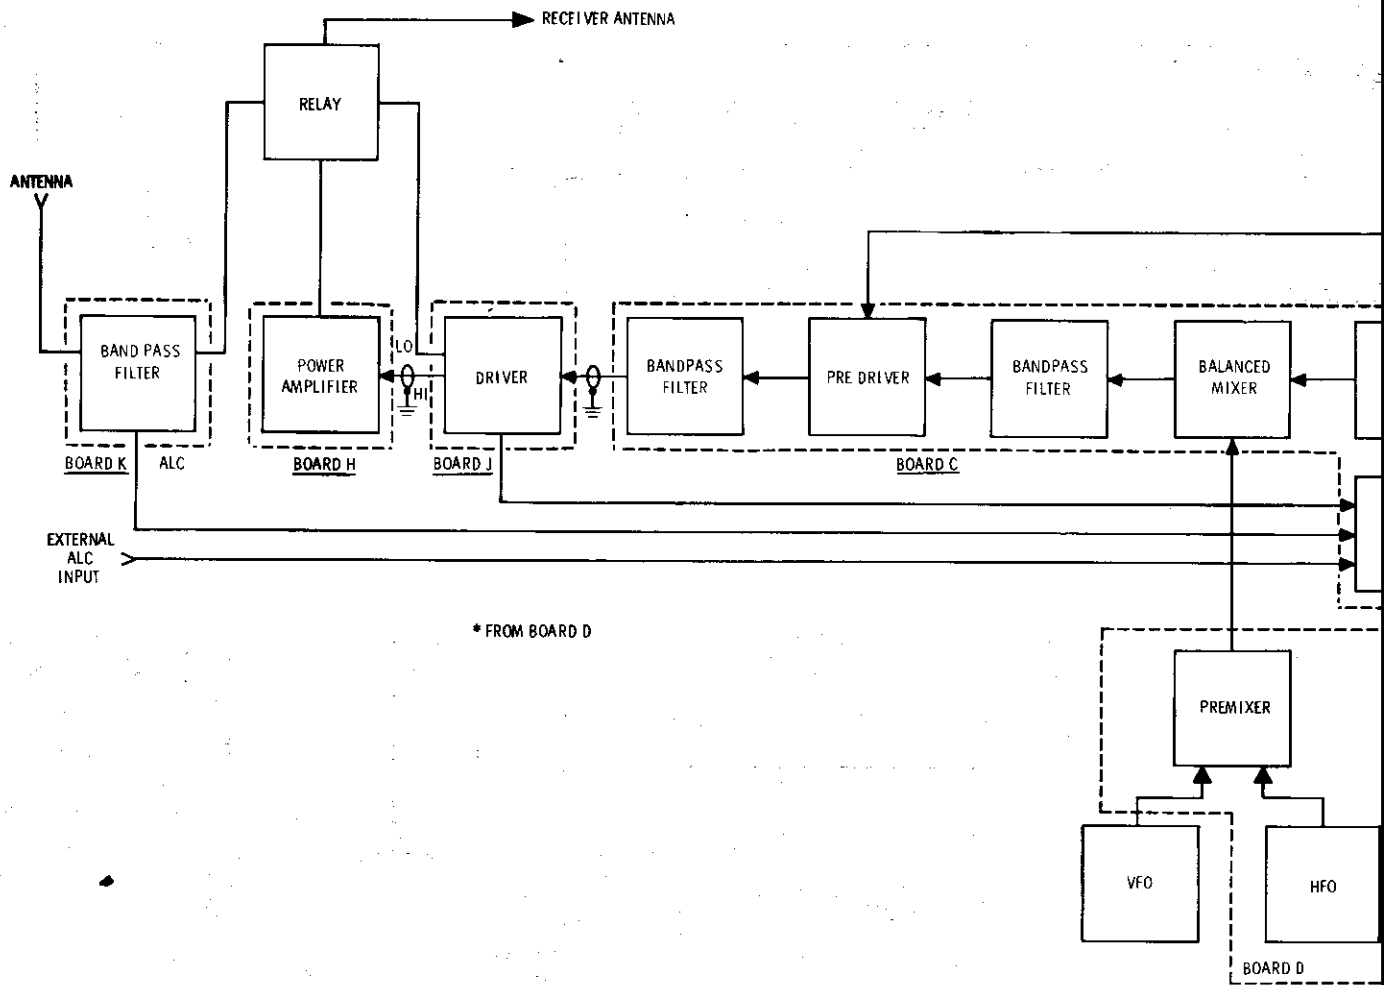 RECEIVER ANTENNA
RELAY
ANTENNA
BAND PASS
FILTER
POWER
AMPLIFIER
LO
HI
DRIVER
BANDPASS
FILTER
PRE DRIVER
BANDPASS
FILTER
BALANCED
MIXER
BOARD K
ALC
BOARD H
BOARD J
BOARD C
EXTERNAL
ALC
INPUT
* FROM BOARD D
PREMIXER
VFO
HFO
BOARD D